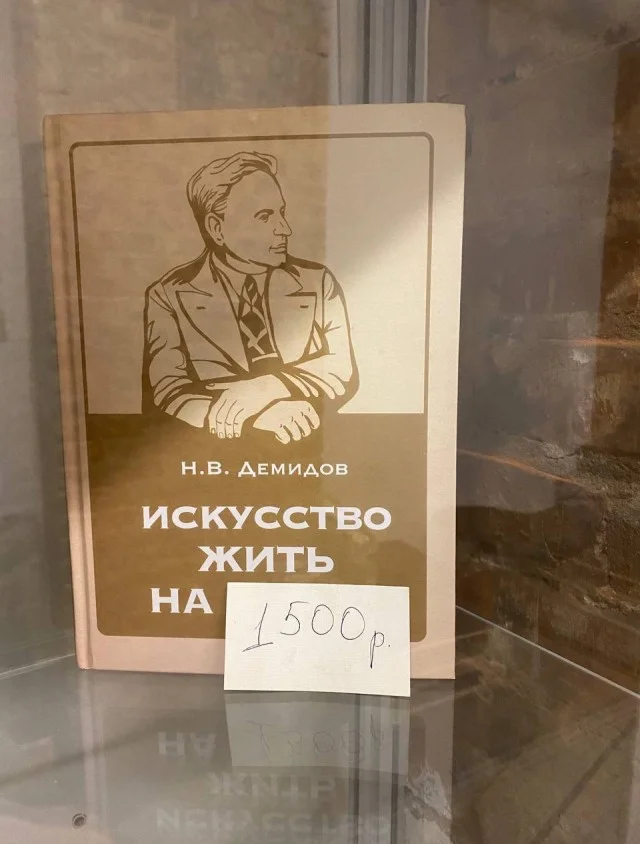 Н.В. Демидов
ИСКУССТВО
ЖИТЬ
НА
1500р.